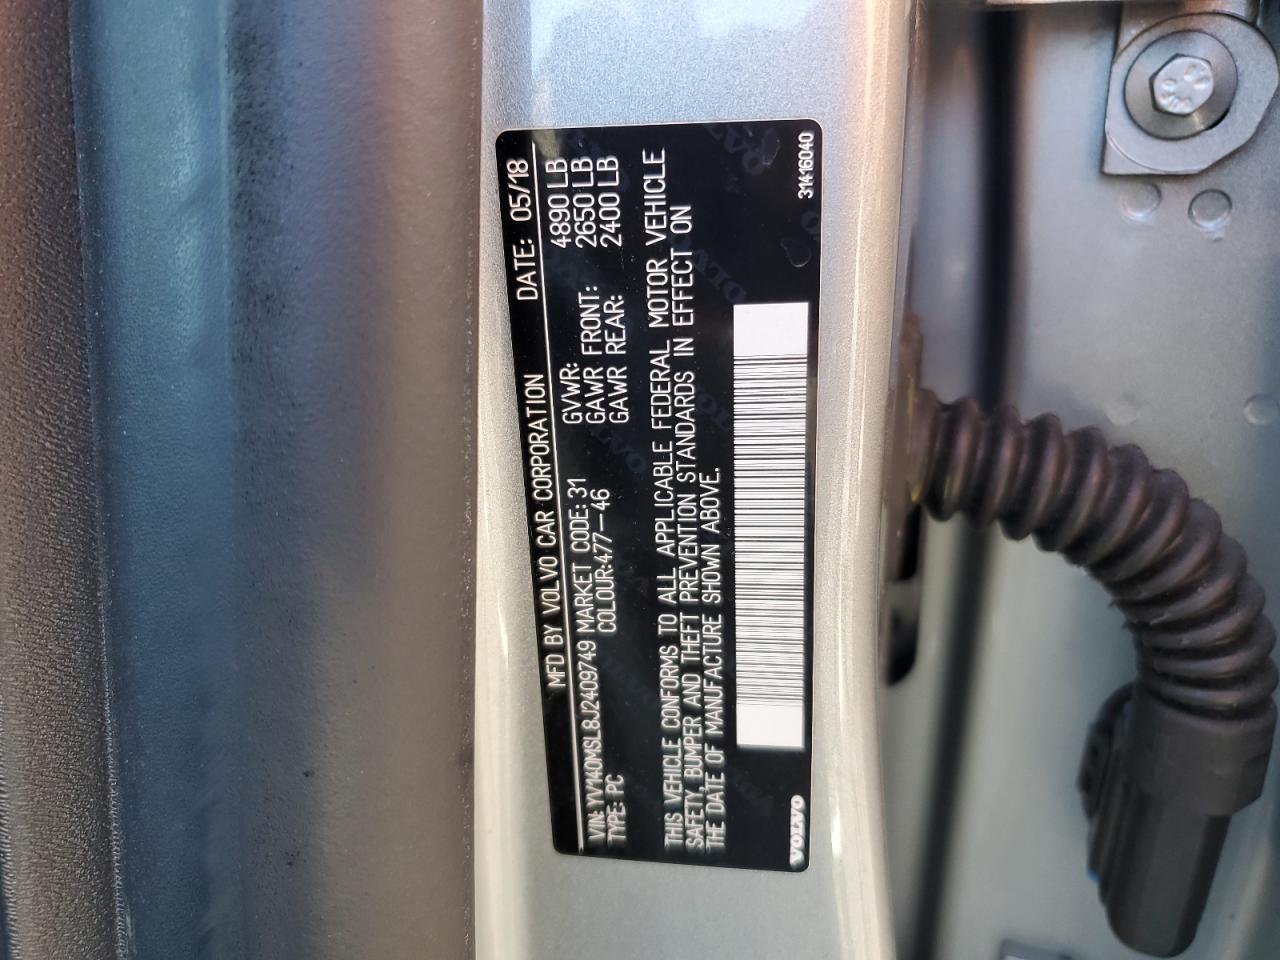 MFD BY VOLVO CAR CORPORATION DATE: 05/18
VIN: YV140MSL8J2409749 MARKET CODE: 31 GVWR: 4890 LB
TYPE: PC COLOUR:477—46 GAWR FRONT: 2650 LB
GAWR REAR: 2400 LB
THIS VEHICLE CONFORMS TO ALL APPLICABLE FEDERAL MOTOR VEHICLE
SAFETY, BUMPER AND THEFT PREVENTION STANDARDS IN EFFECT ON
THE DATE OF MANUFACTURE SHOWN ABOVE.
VOLVO 31416040